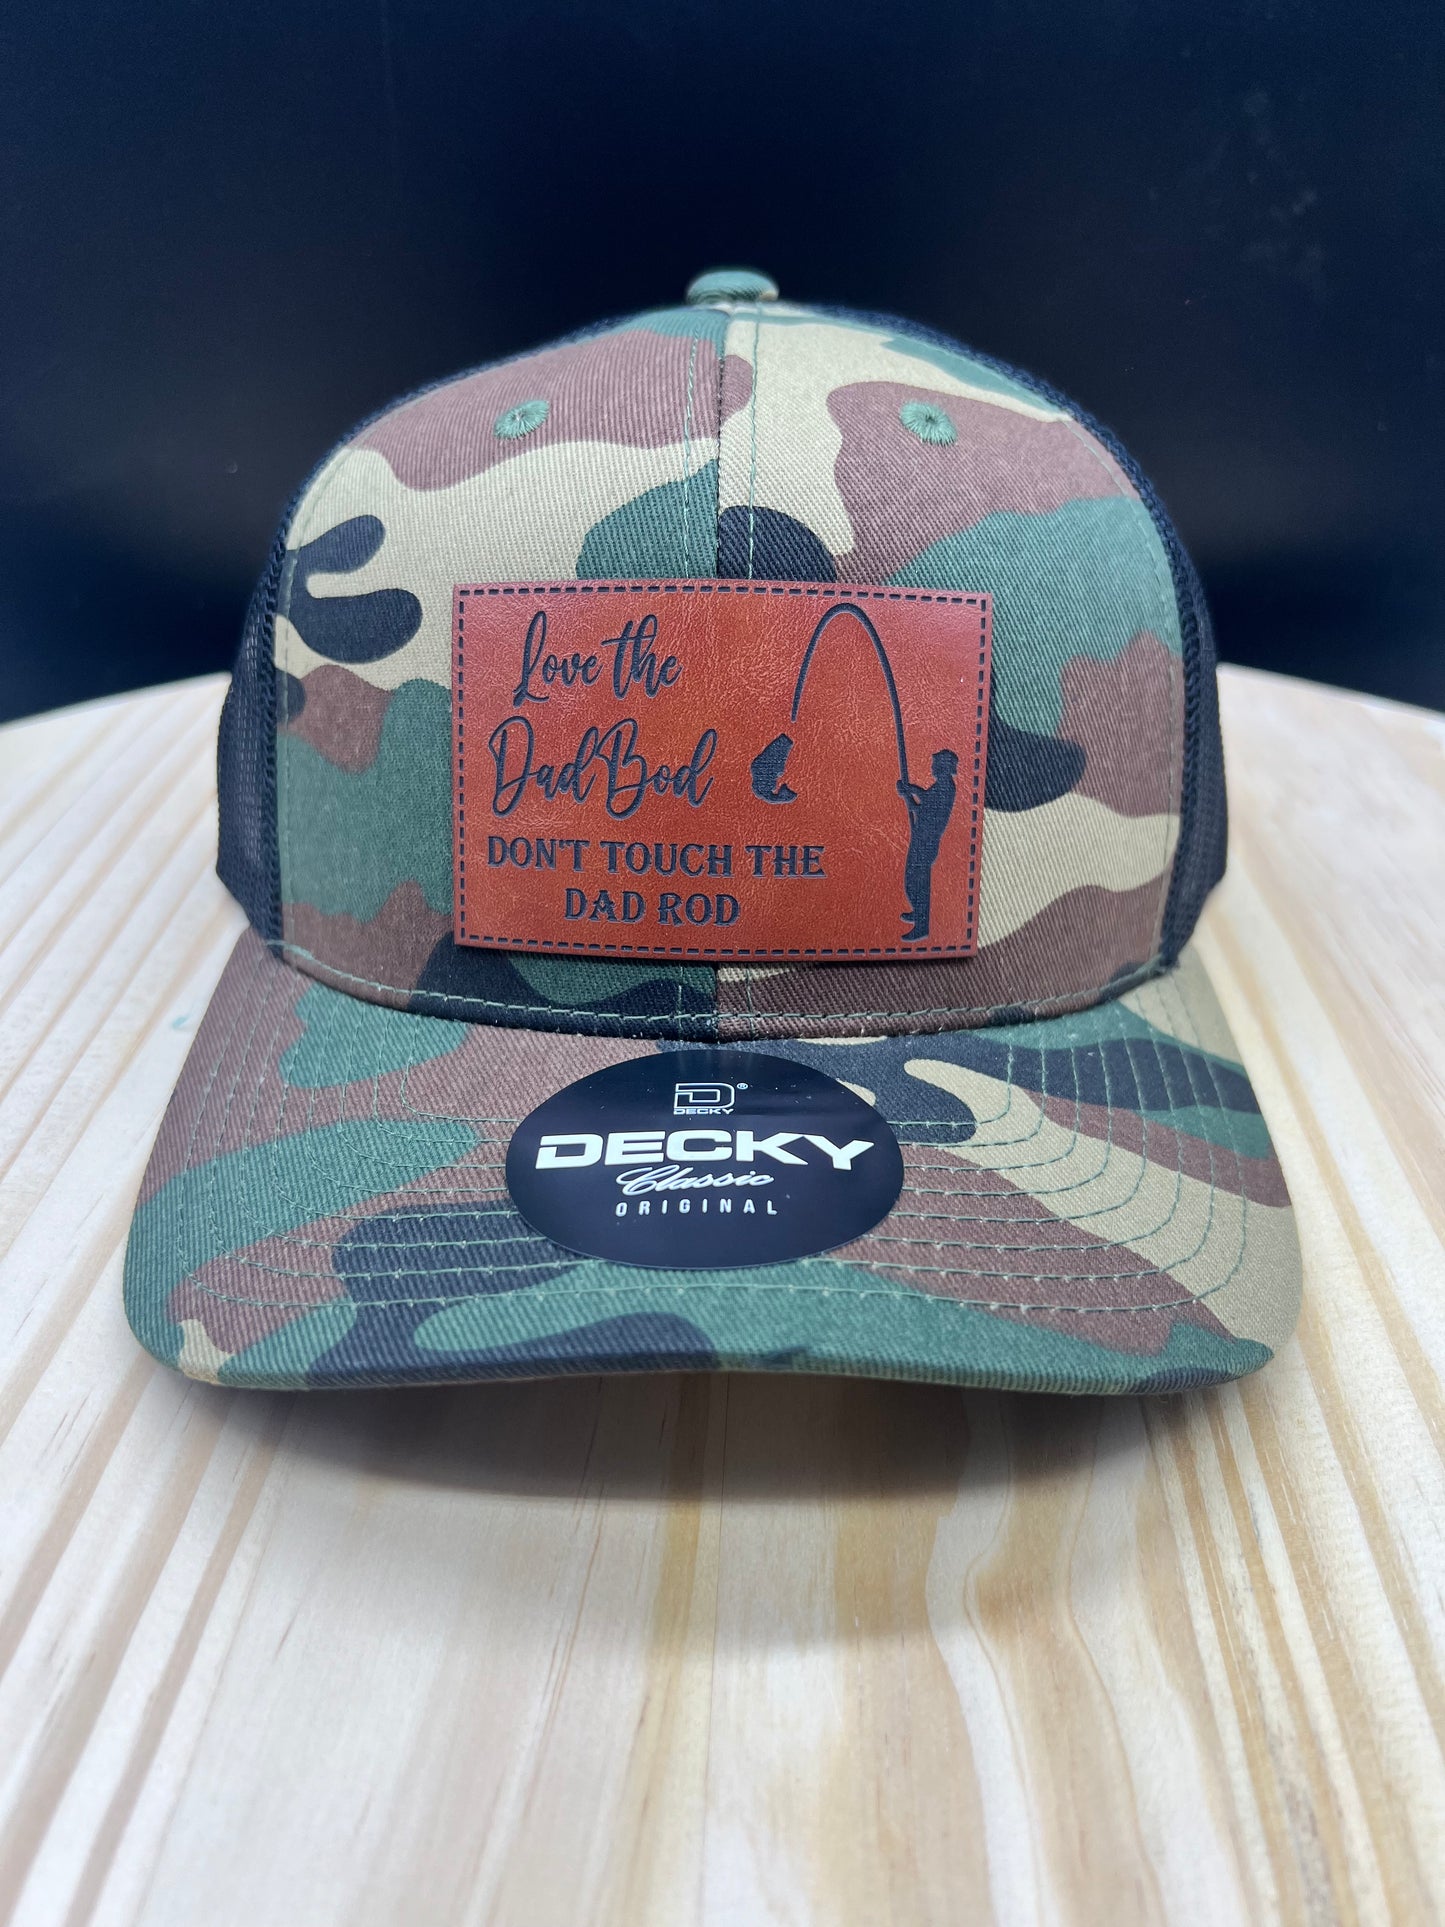 Love the
Dad Bod
DON'T TOUCH THE
DAD ROD
D®
DECKY
DECKY
Classic
ORIGINAL